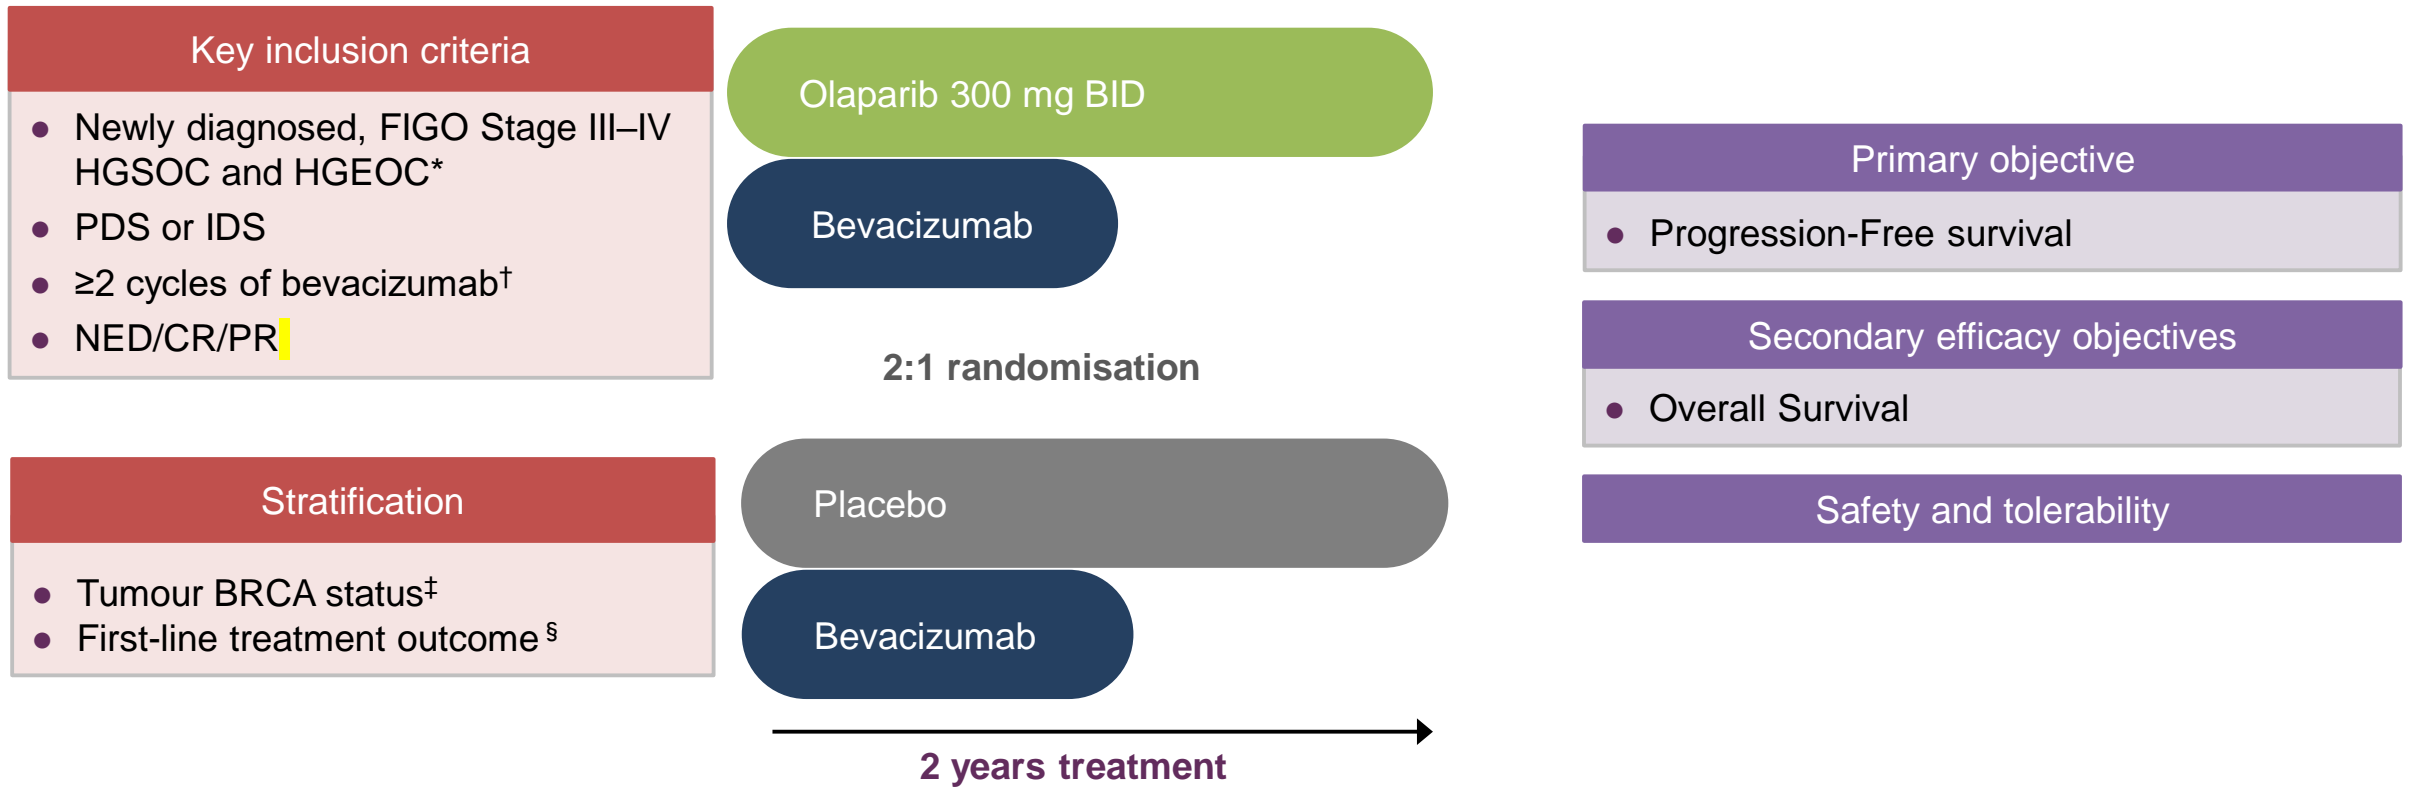 Key inclusion criteria
● Newly diagnosed, FIGO Stage III–IV
HGSOC and HGEOC*
● PDS or IDS
● ≥2 cycles of bevacizumab†
● NED/CR/PR
Stratification
● Tumour BRCA status‡
● First-line treatment outcome §
Olaparib 300 mg BID
Bevacizumab
2:1 randomisation
Placebo
Bevacizumab
2 years treatment
Primary objective
● Progression-Free survival
Secondary efficacy objectives
● Overall Survival
Safety and tolerability